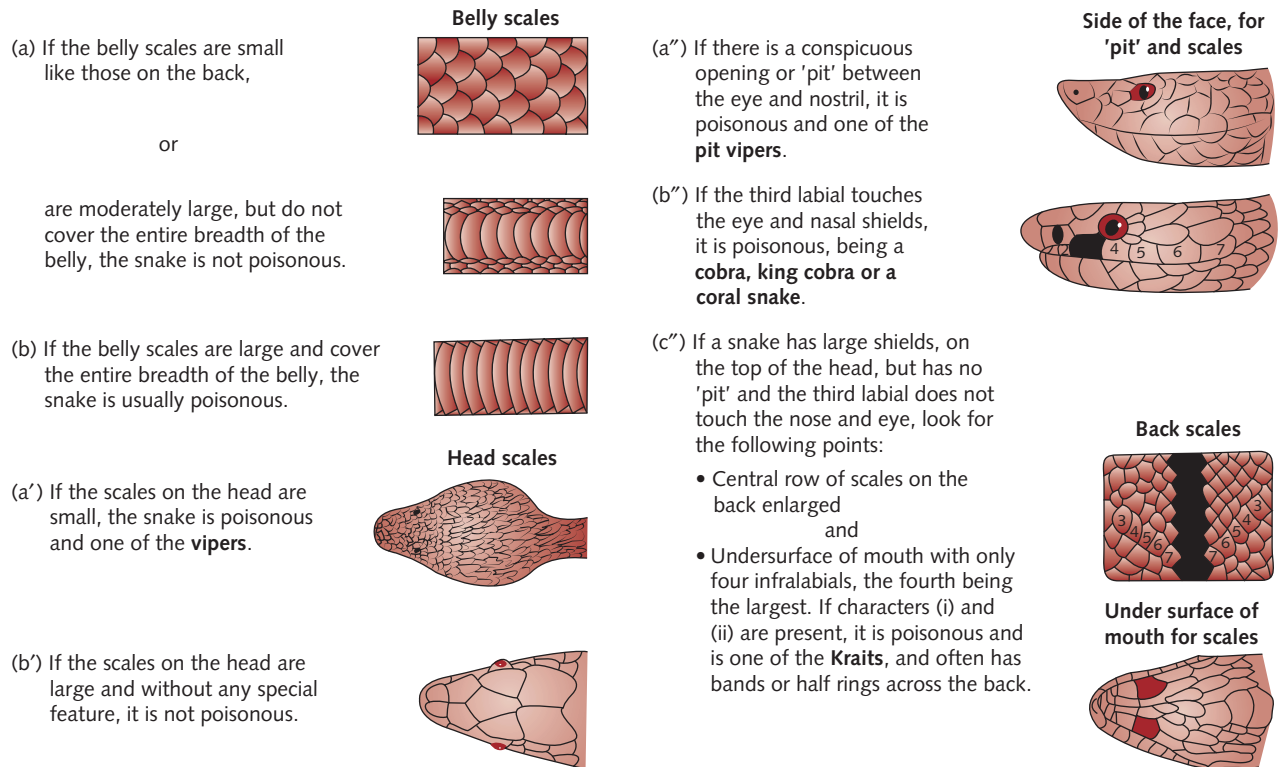 Belly scales
(a) If the belly scales are small
like those on the back,
or
are moderately large, but do not
cover the entire breadth of the
belly, the snake is not poisonous.
(b) If the belly scales are large and cover
the entire breadth of the belly, the
snake is usually poisonous.
Head scales
(a′) If the scales on the head are
small, the snake is poisonous
and one of the vipers.
(b′) If the scales on the head are
large and without any special
feature, it is not poisonous.
Side of the face, for
'pit' and scales
(a″) If there is a conspicuous
opening or 'pit' between
the eye and nostril, it is
poisonous and one of the
pit vipers.
(b″) If the third labial touches
the eye and nasal shields,
it is poisonous, being a
cobra, king cobra or a
coral snake.
1 2 4 5 6 7
(c″) If a snake has large shields, on
the top of the head, but has no
'pit' and the third labial does not
touch the nose and eye, look for
the following points:
• Central row of scales on the
back enlarged
and
• Undersurface of mouth with only
four infralabials, the fourth being
the largest. If characters (i) and
(ii) are present, it is poisonous and
is one of the Kraits, and often has
bands or half rings across the back.
Back scales
3 4 5 6 7 7 6 5 4 3
Under surface of
mouth for scales